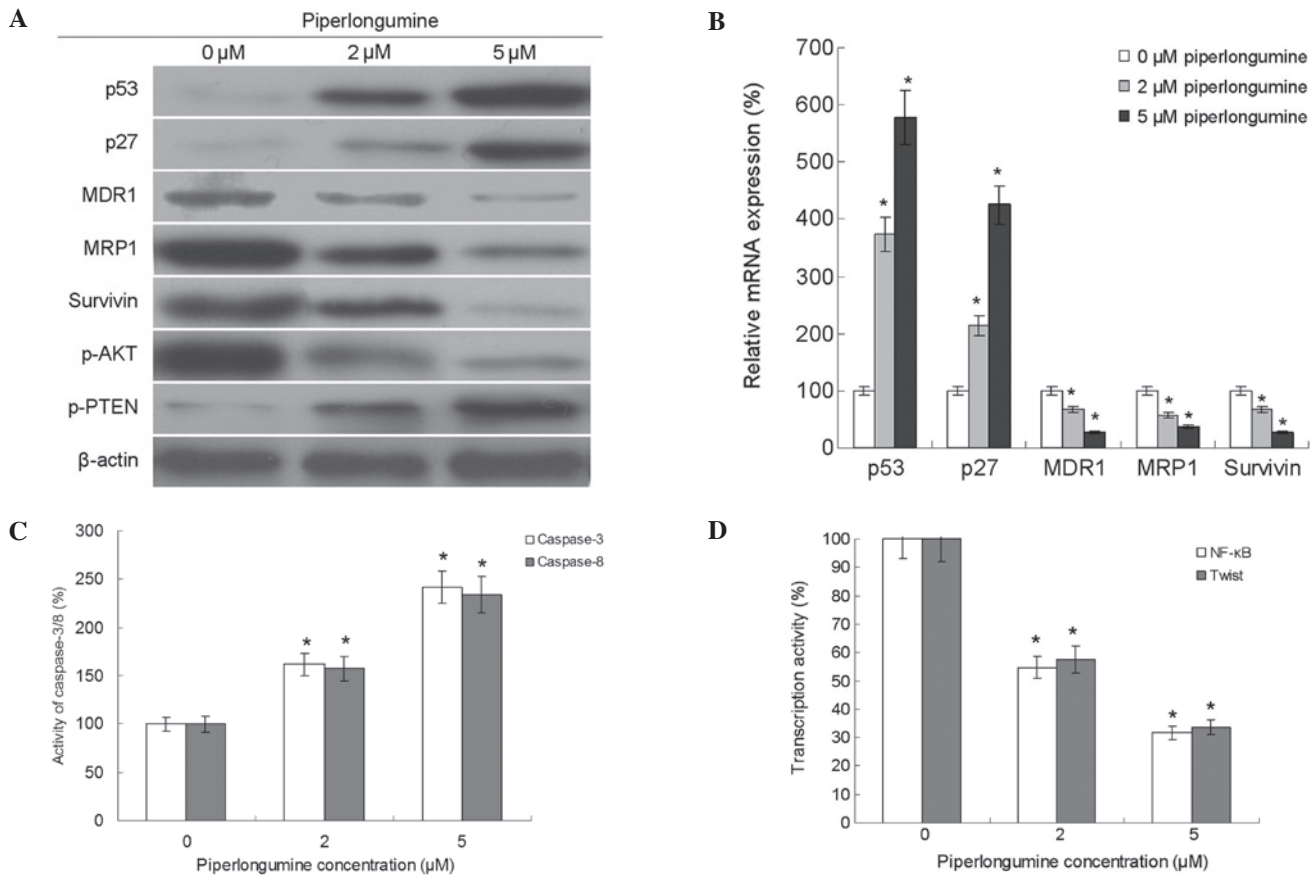 A
Piperlongumine
0 µM 2 µM 5 µM
p53
p27
MDR1
MRP1
Survivin
p-AKT
p-PTEN
β-actin
B
Relative mRNA expression (%)
700
600
500
400
300
200
100
0
0 µM piperlongumine
2 µM piperlongumine
5 µM piperlongumine
* * * * * * * * * *
p53 p27 MDR1 MRP1 Survivin
C
Activity of caspase-3/8 (%)
300
250
200
150
100
50
0
Caspase-3
Caspase-8
* * * *
0 2 5
Piperlongumine concentration (µM)
D
Transcription activity (%)
100
90
80
70
60
50
40
30
20
10
0
NF-κB
Twist
* * * *
0 2 5
Piperlongumine concentration (µM)